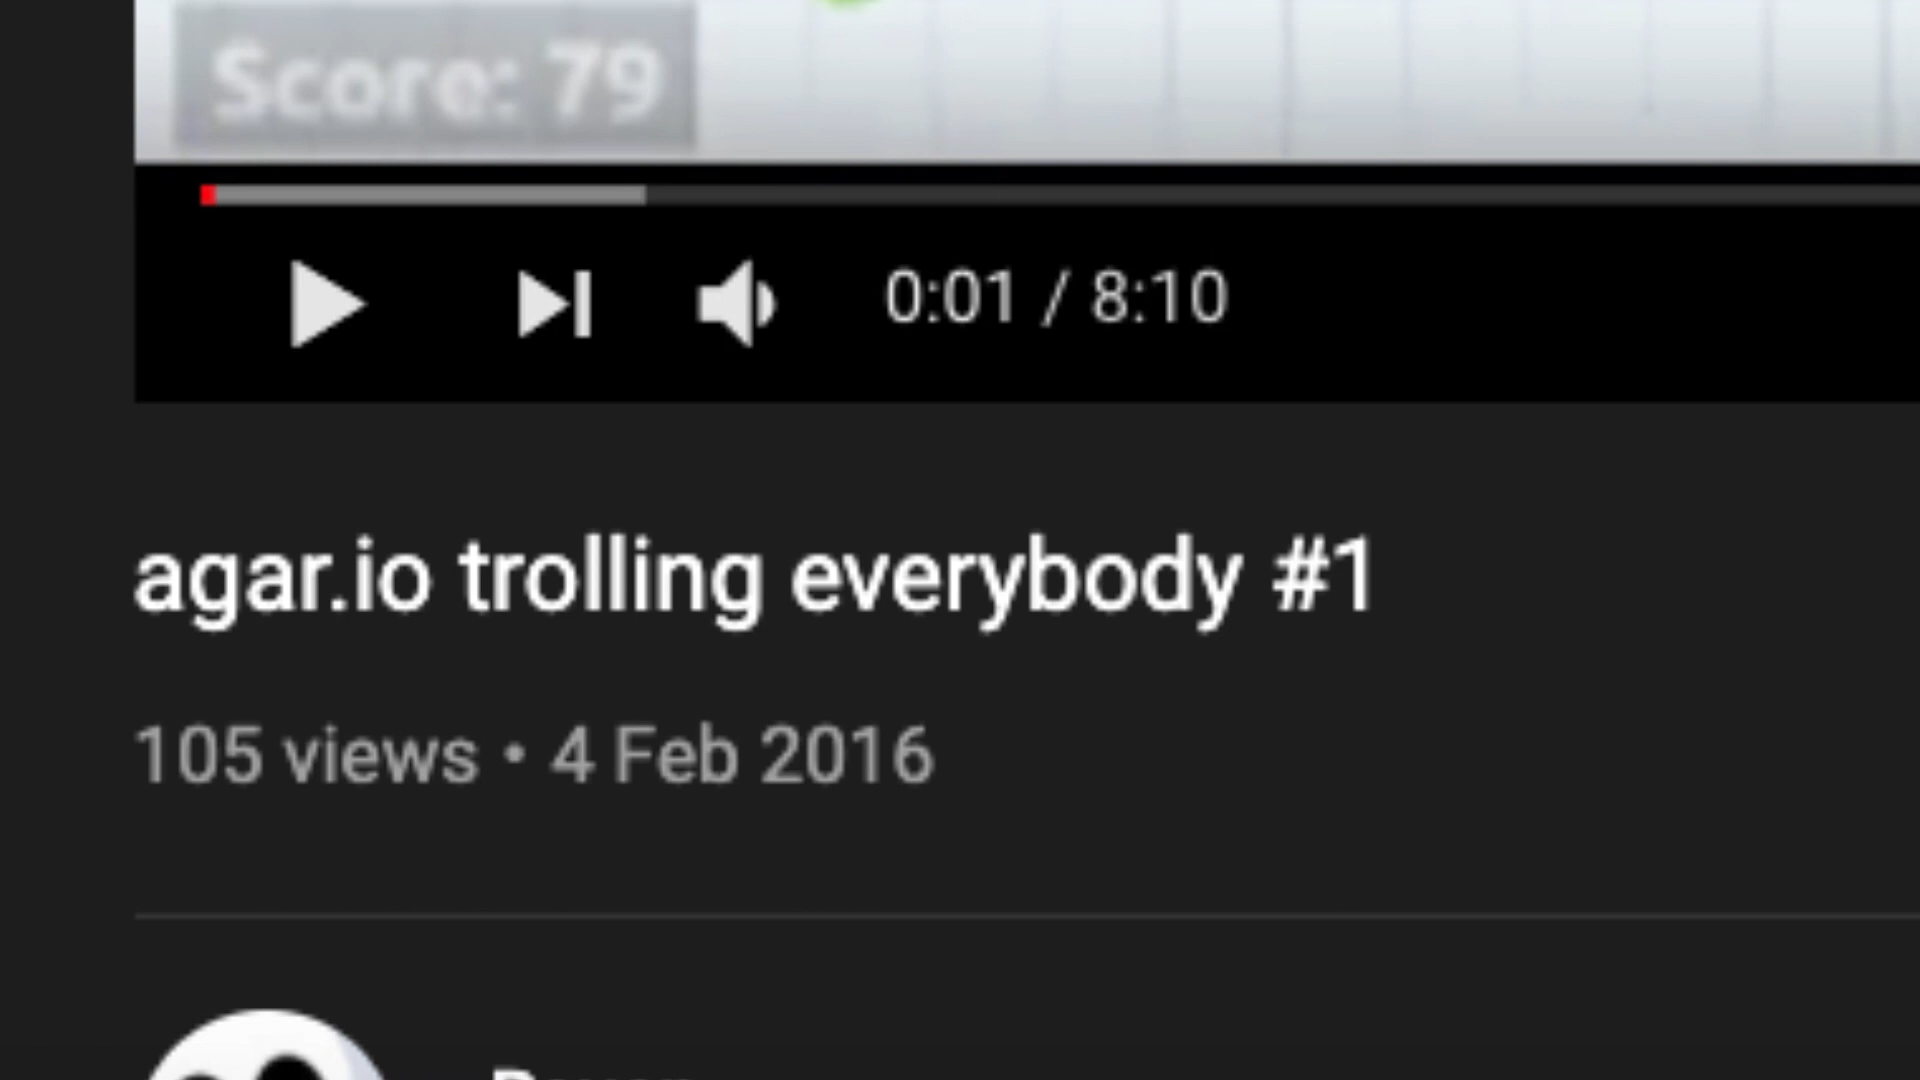 Score: 79
0:01 / 8:10
agar.io trolling everybody #1
105 views • 4 Feb 2016